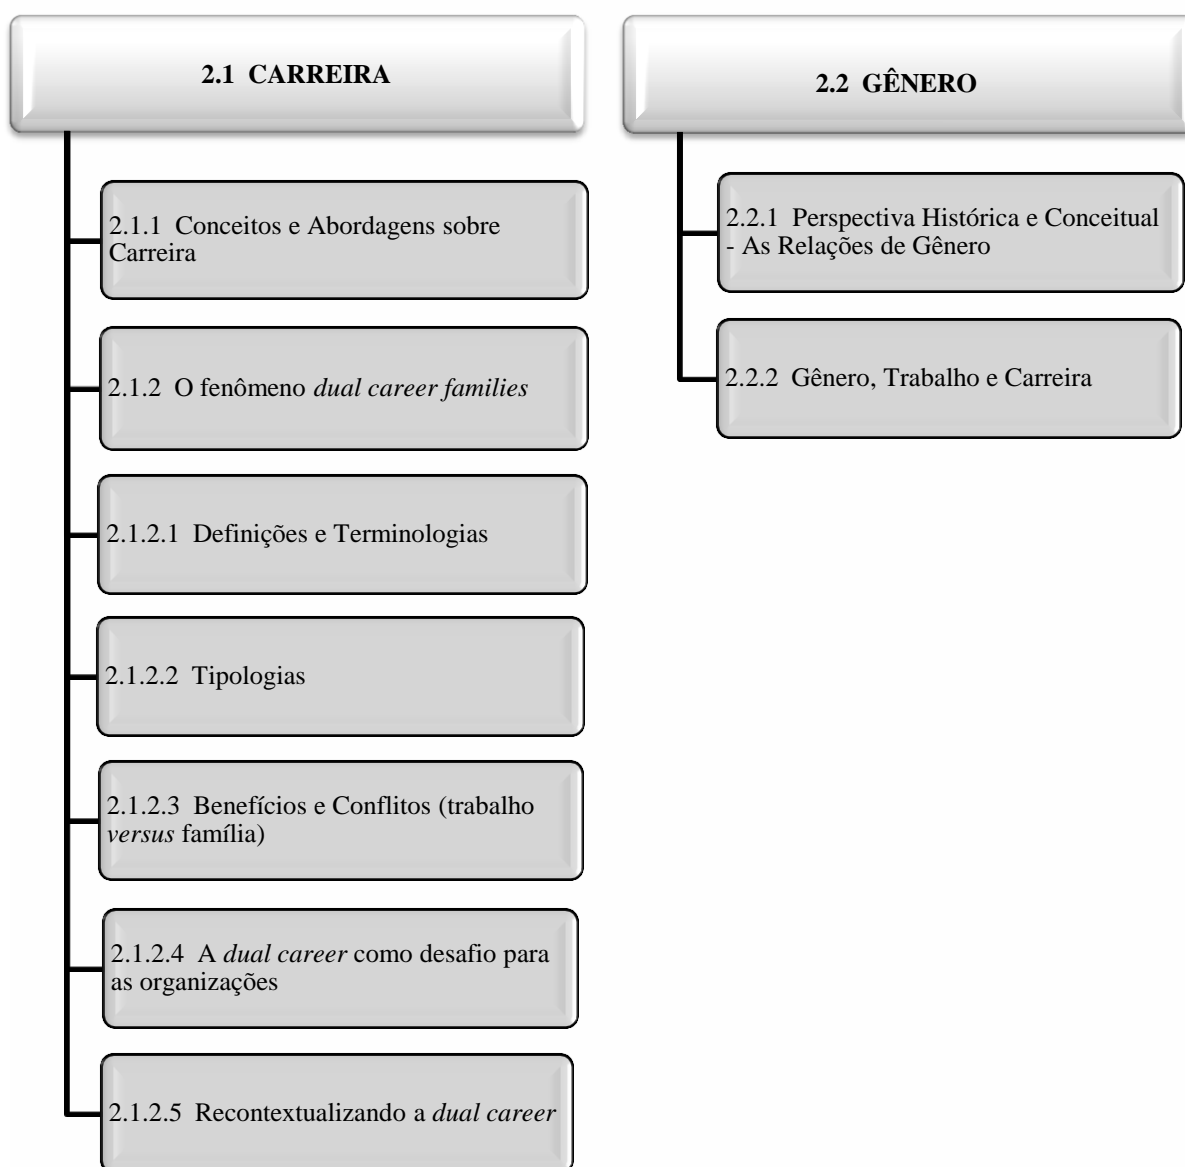 2.1 CARREIRA
2.1.1 Conceitos e Abordagens sobre
Carreira
2.1.2 O fenômeno dual career families
2.1.2.1 Definições e Terminologias
2.1.2.2 Tipologias
2.1.2.3 Benefícios e Conflitos (trabalho
versus família)
2.1.2.4 A dual career como desafio para
as organizações
2.1.2.5 Recontextualizando a dual career
2.2 GÊNERO
2.2.1 Perspectiva Histórica e Conceitual
- As Relações de Gênero
2.2.2 Gênero, Trabalho e Carreira